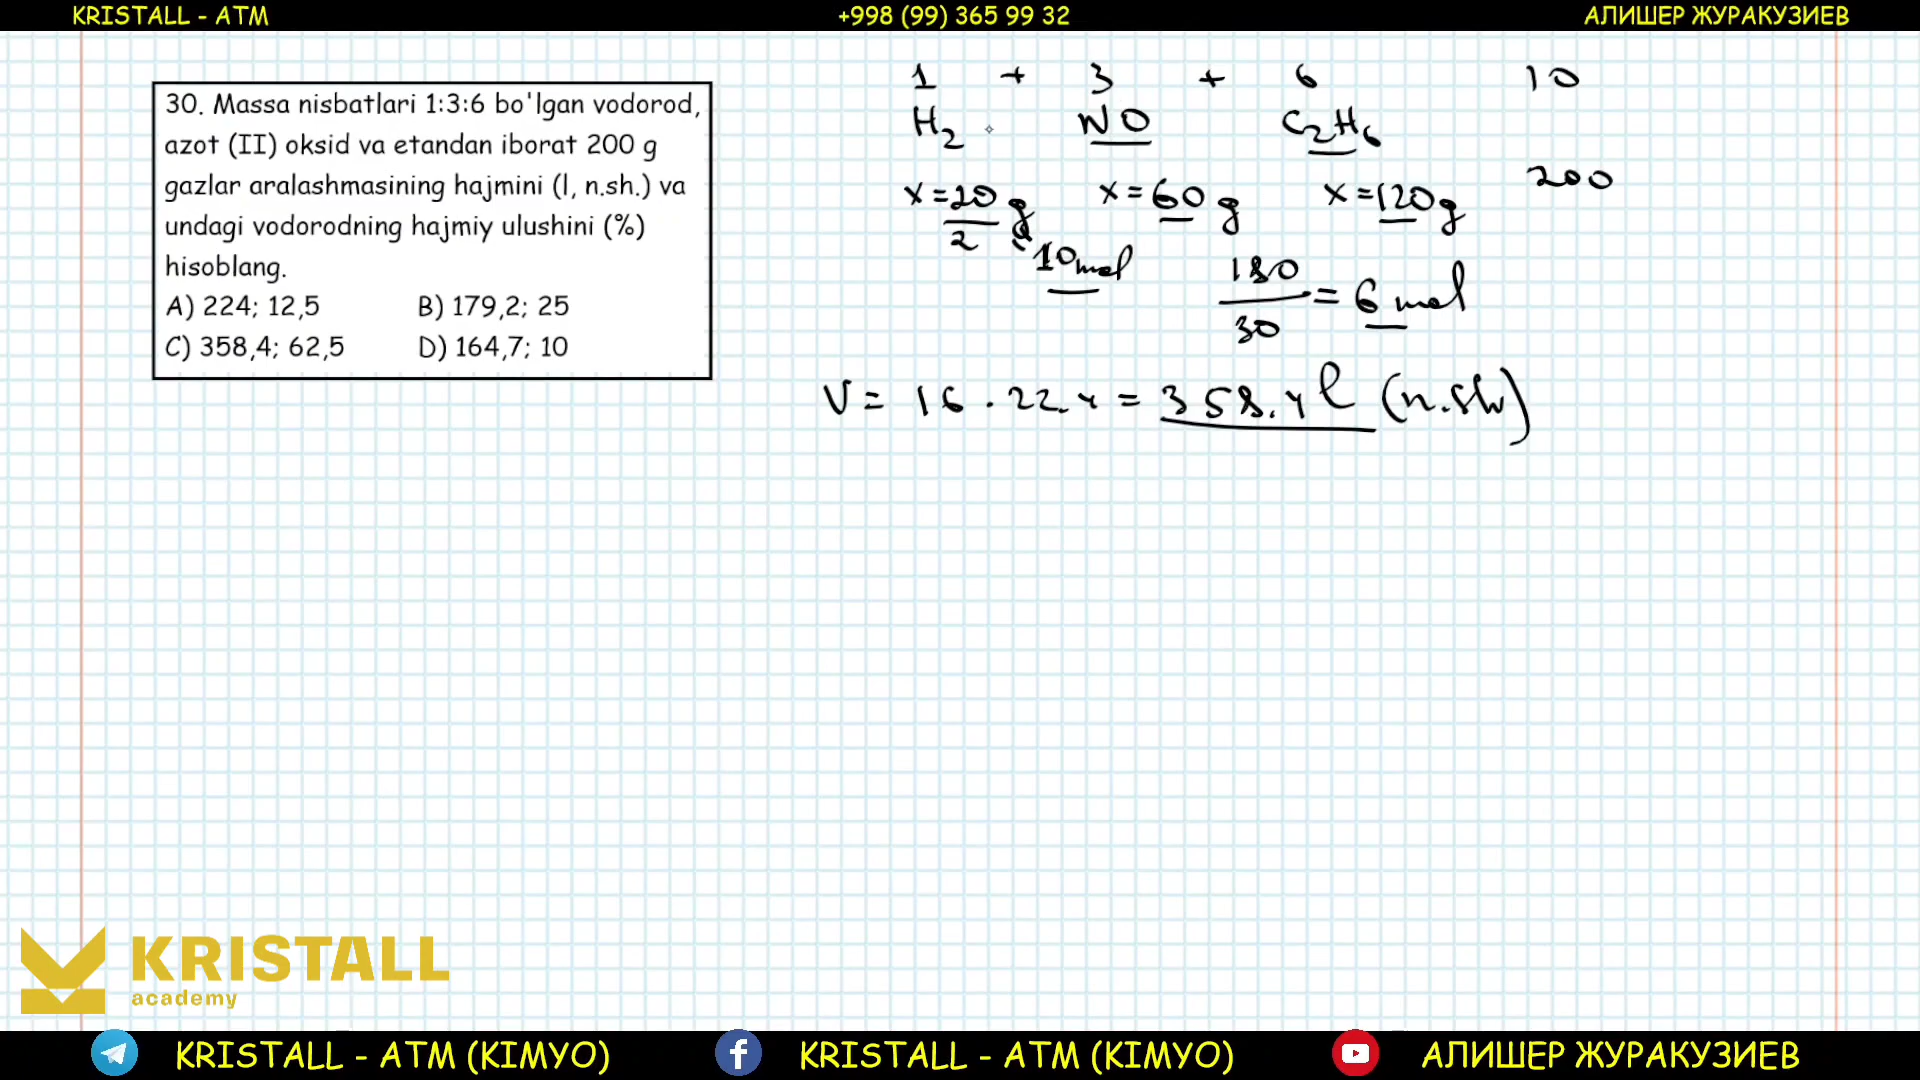 KRISTALL - ATM
+998 (99) 365 99 32
АЛИШЕР ЖУРАКУЗИЕВ
30. Massa nisbatlari 1:3:6 bo'lgan vodorod,
azot (II) oksid va etandan iborat 200 g
gazlar aralashmasining hajmini (l, n.sh.) va
undagi vodorodning hajmiy ulushini (%)
hisoblang.
A) 224; 12,5 B) 179,2; 25
C) 358,4; 62,5 D) 164,7; 10
1 + 3 + 6 10
H2 NO C2H6
x=20 g x=60 g x=120g 200
2 10 mol
180
30 = 6 mol
V = 16 . 22.4 = 358.4 l (n.sh)
KRISTALL
academy
KRISTALL - ATM (KIMYO)
KRISTALL - ATM (KIMYO)
АЛИШЕР ЖУРАКУЗИЕВ